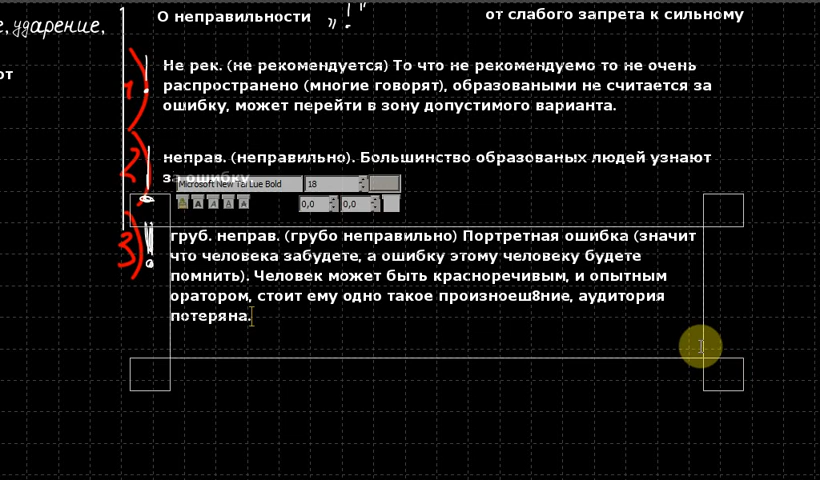 е, ударение,
О неправильности „!"
от слабого запрета к сильному
от
1) ! Не рек. (не рекомендуется) То что не рекомендуемо то не очень
распространено (многие говорят), образоваными не считается за
ошибку, может перейти в зону допустимого варианта.
2) ! неправ. (неправильно). Большинство образованых людей узнают
за ошибку.
Microsoft New Tai Lue Bold 18
A A A A A 0,0 0,0
3) ! груб. неправ. (грубо неправильно) Портретная ошибка (значит
что человека забудете, а ошибку этому человеку будете
помнить). Человек может быть красноречивым, и опытным
оратором, стоит ему одно такое произноеш8ние, аудитория
потеряна.